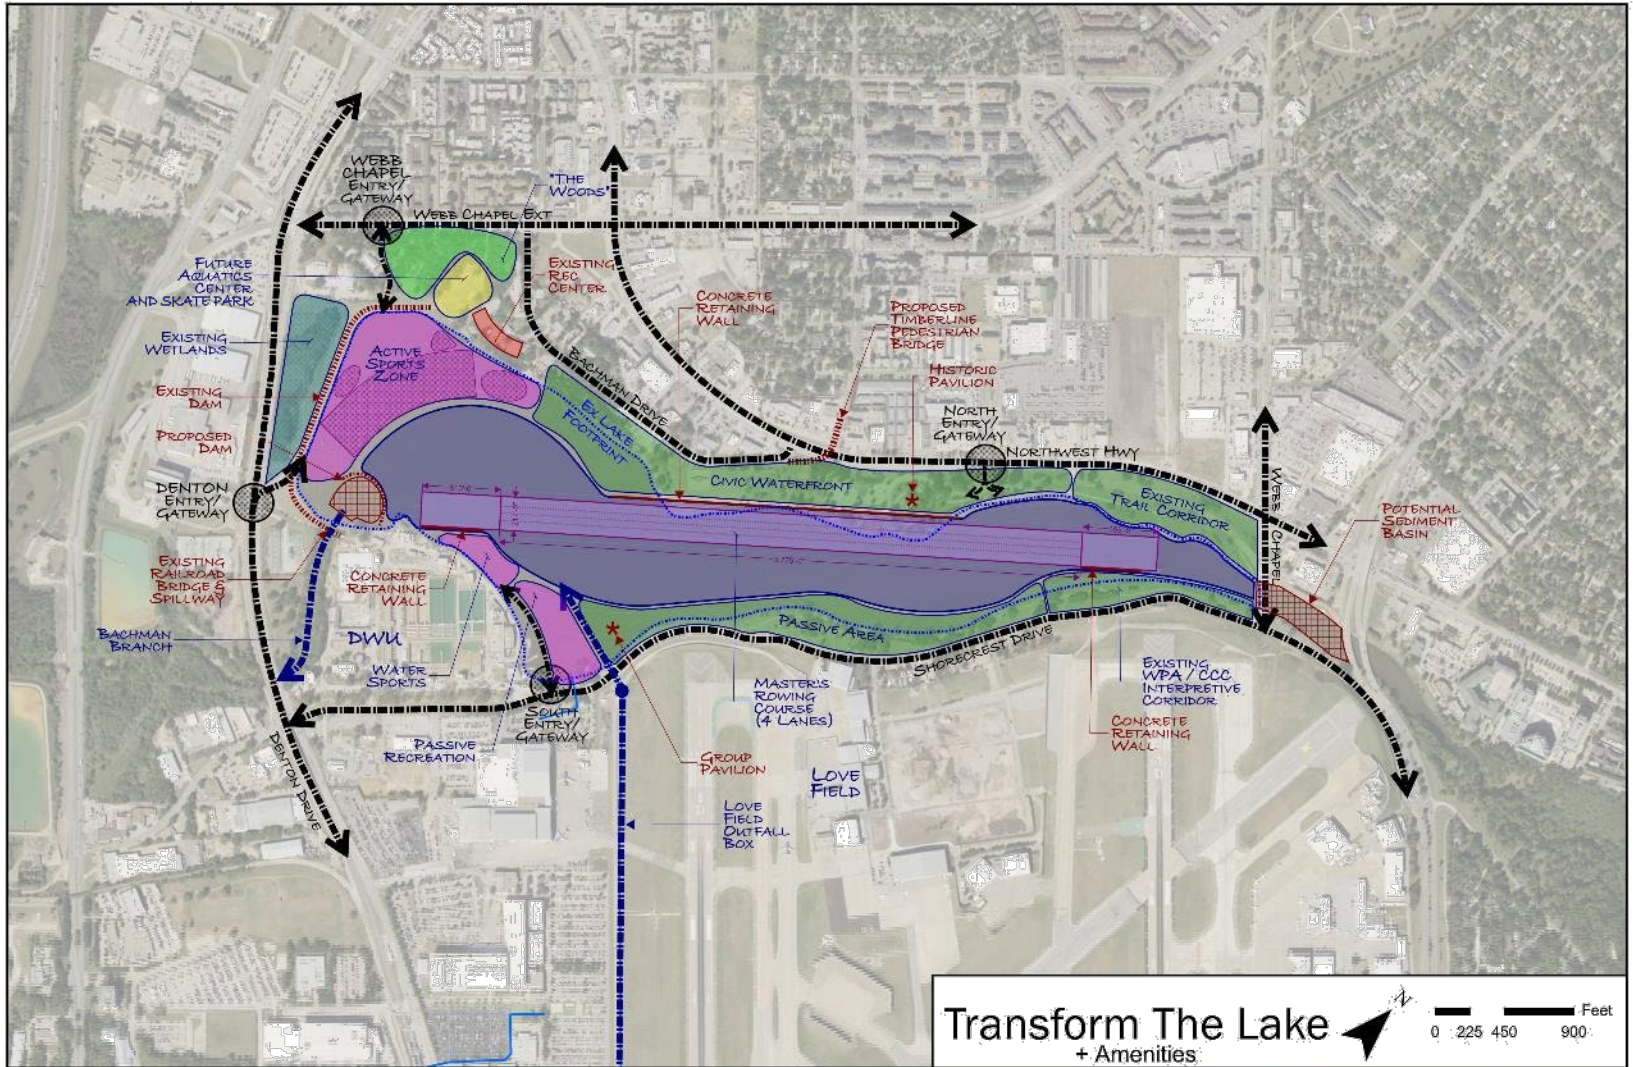 WEBB
CHAPEL
ENTRY/
GATEWAY
"THE
WOODS"
WEBB CHAPEL EXT
FUTURE
AQUATICS
CENTER
AND SKATE PARK
EXISTING
REC
CENTER
CONCRETE
RETAINING
WALL
PROPOSED
TIMBERLINE
PEDESTRIAN
BRIDGE
EXISTING
WETLANDS
ACTIVE
SPORTS
ZONE
BACHMAN DRIVE
HISTORIC
PAVILION
EXISTING
DAM
EX LAKE
FOOTPRINT
NORTH
ENTRY/
GATEWAY
PROPOSED
DAM
NORTHWEST HWY
WEBB CHAPEL
DENTON
ENTRY/
GATEWAY
CIVIC WATERFRONT
EXISTING
TRAIL CORRIDOR
POTENTIAL
SEDIMENT
BASIN
EXISTING
RAILROAD
BRIDGE &
SPILLWAY
CONCRETE
RETAINING
WALL
BACHMAN
BRANCH
DWU
PASSIVE AREA
SHORECREST DRIVE
WATER
SPORTS
MASTER'S
ROWING
COURSE
(4 LANES)
EXISTING
WPA / CCC
INTERPRETIVE
CORRIDOR
SOUTH
ENTRY/
GATEWAY
CONCRETE
RETAINING
WALL
DENTON DRIVE
PASSIVE
RECREATION
GROUP
PAVILION
LOVE
FIELD
LOVE
FIELD
OUTFALL
BOX
Transform The Lake
+ Amenities
N
Feet
0 225 450 900